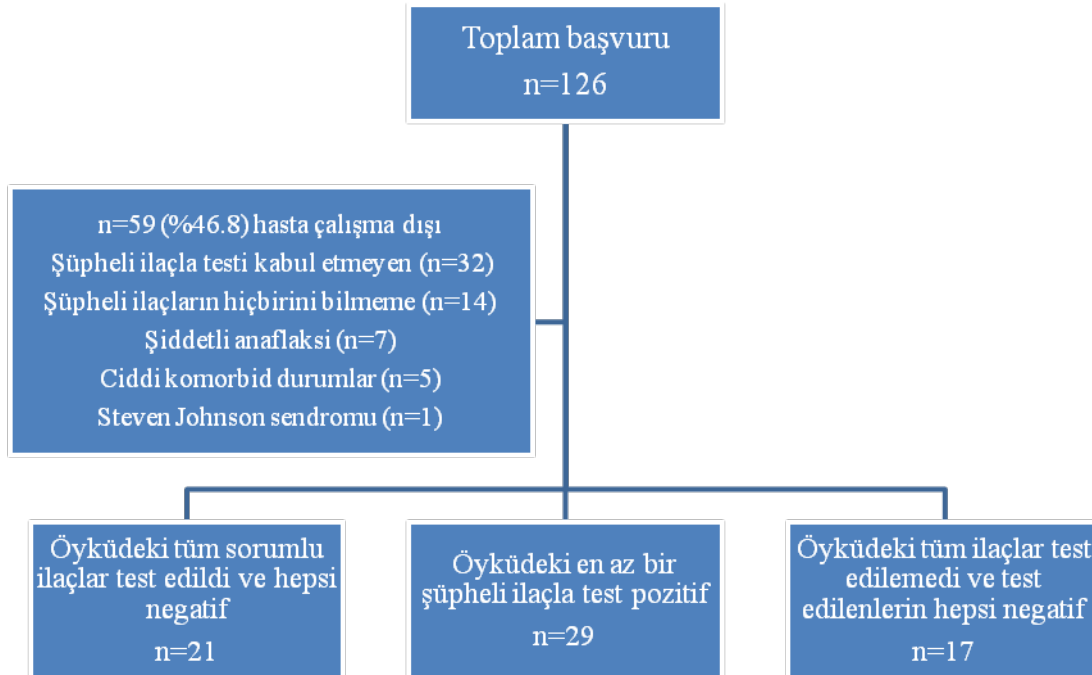 Toplam başvuru
n=126
n=59 (%46.8) hasta çalışma dışı
Şüpheli ilaçla testi kabul etmeyen (n=32)
Şüpheli ilaçların hiçbirini bilmeme (n=14)
Şiddetli anaflaksi (n=7)
Ciddi komorbid durumlar (n=5)
Steven Johnson sendromu (n=1)
Öyküdeki tüm sorumlu
ilaçlar test edildi ve hepsi
negatif
n=21
Öyküdeki en az bir
şüpheli ilaçla test pozitif
n=29
Öyküdeki tüm ilaçlar test
edilemedi ve test
edilenlerin hepsi negatif
n=17